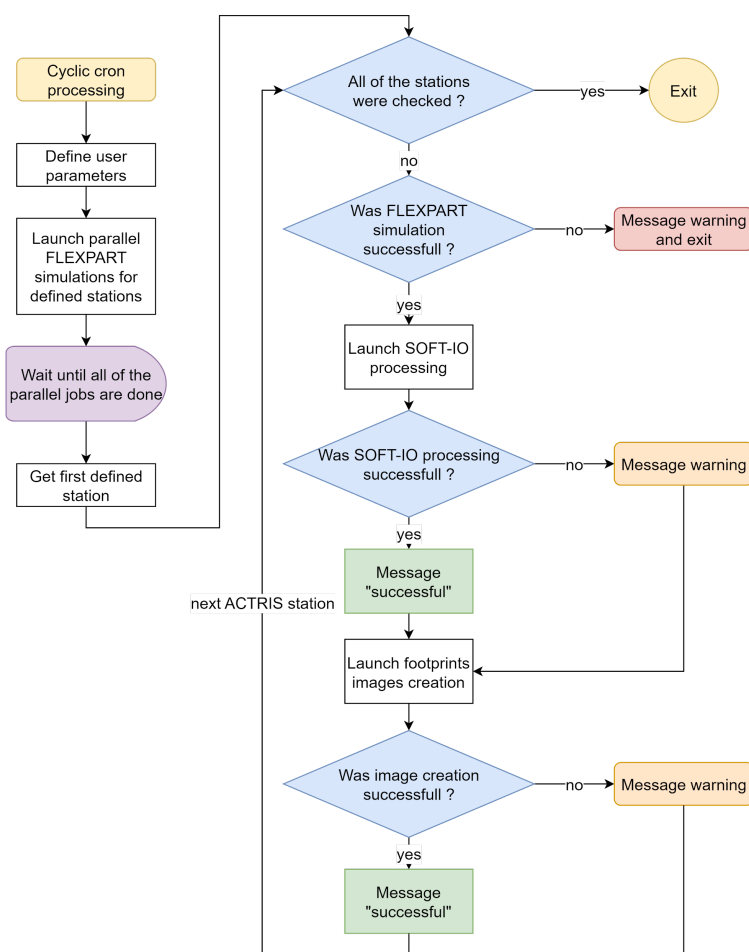 Cyclic cron
processing
Define user
parameters
Launch parallel
FLEXPART
simulations for
defined stations
Wait until all of the
parallel jobs are done
Get first defined
station
All of the stations
were checked ?
yes
Exit
no
Was FLEXPART
simulation
successfull ?
no
Message warning
and exit
yes
Launch SOFT-IO
processing
Was SOFT-IO processing
successfull ?
no
Message warning
yes
Message
"successful"
next ACTRIS station
Launch footprints
images creation
Was image creation
successfull ?
no
Message warning
yes
Message
"successful"